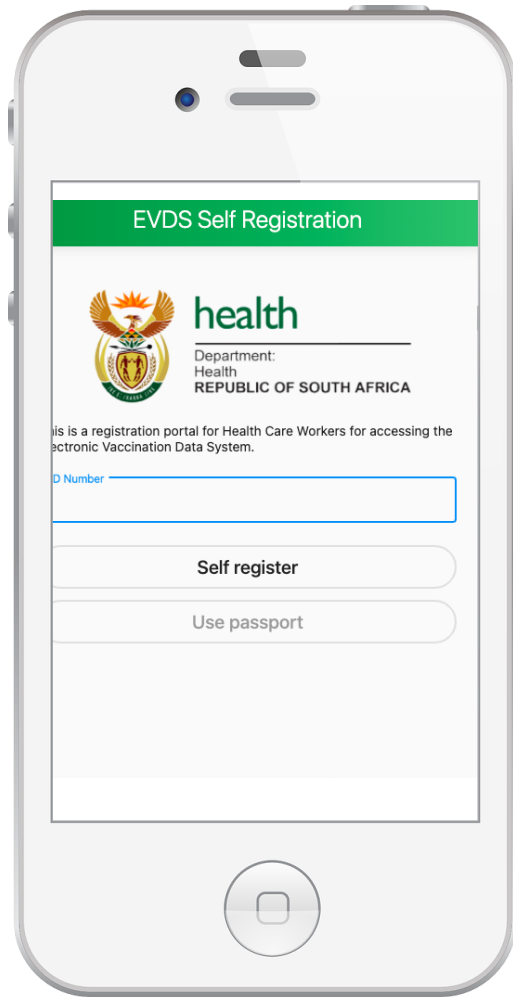 EVDS Self Registration
health
Department:
Health
REPUBLIC OF SOUTH AFRICA
is is a registration portal for Health Care Workers for accessing the
ectronic Vaccination Data System.
D Number
Self register
Use passport